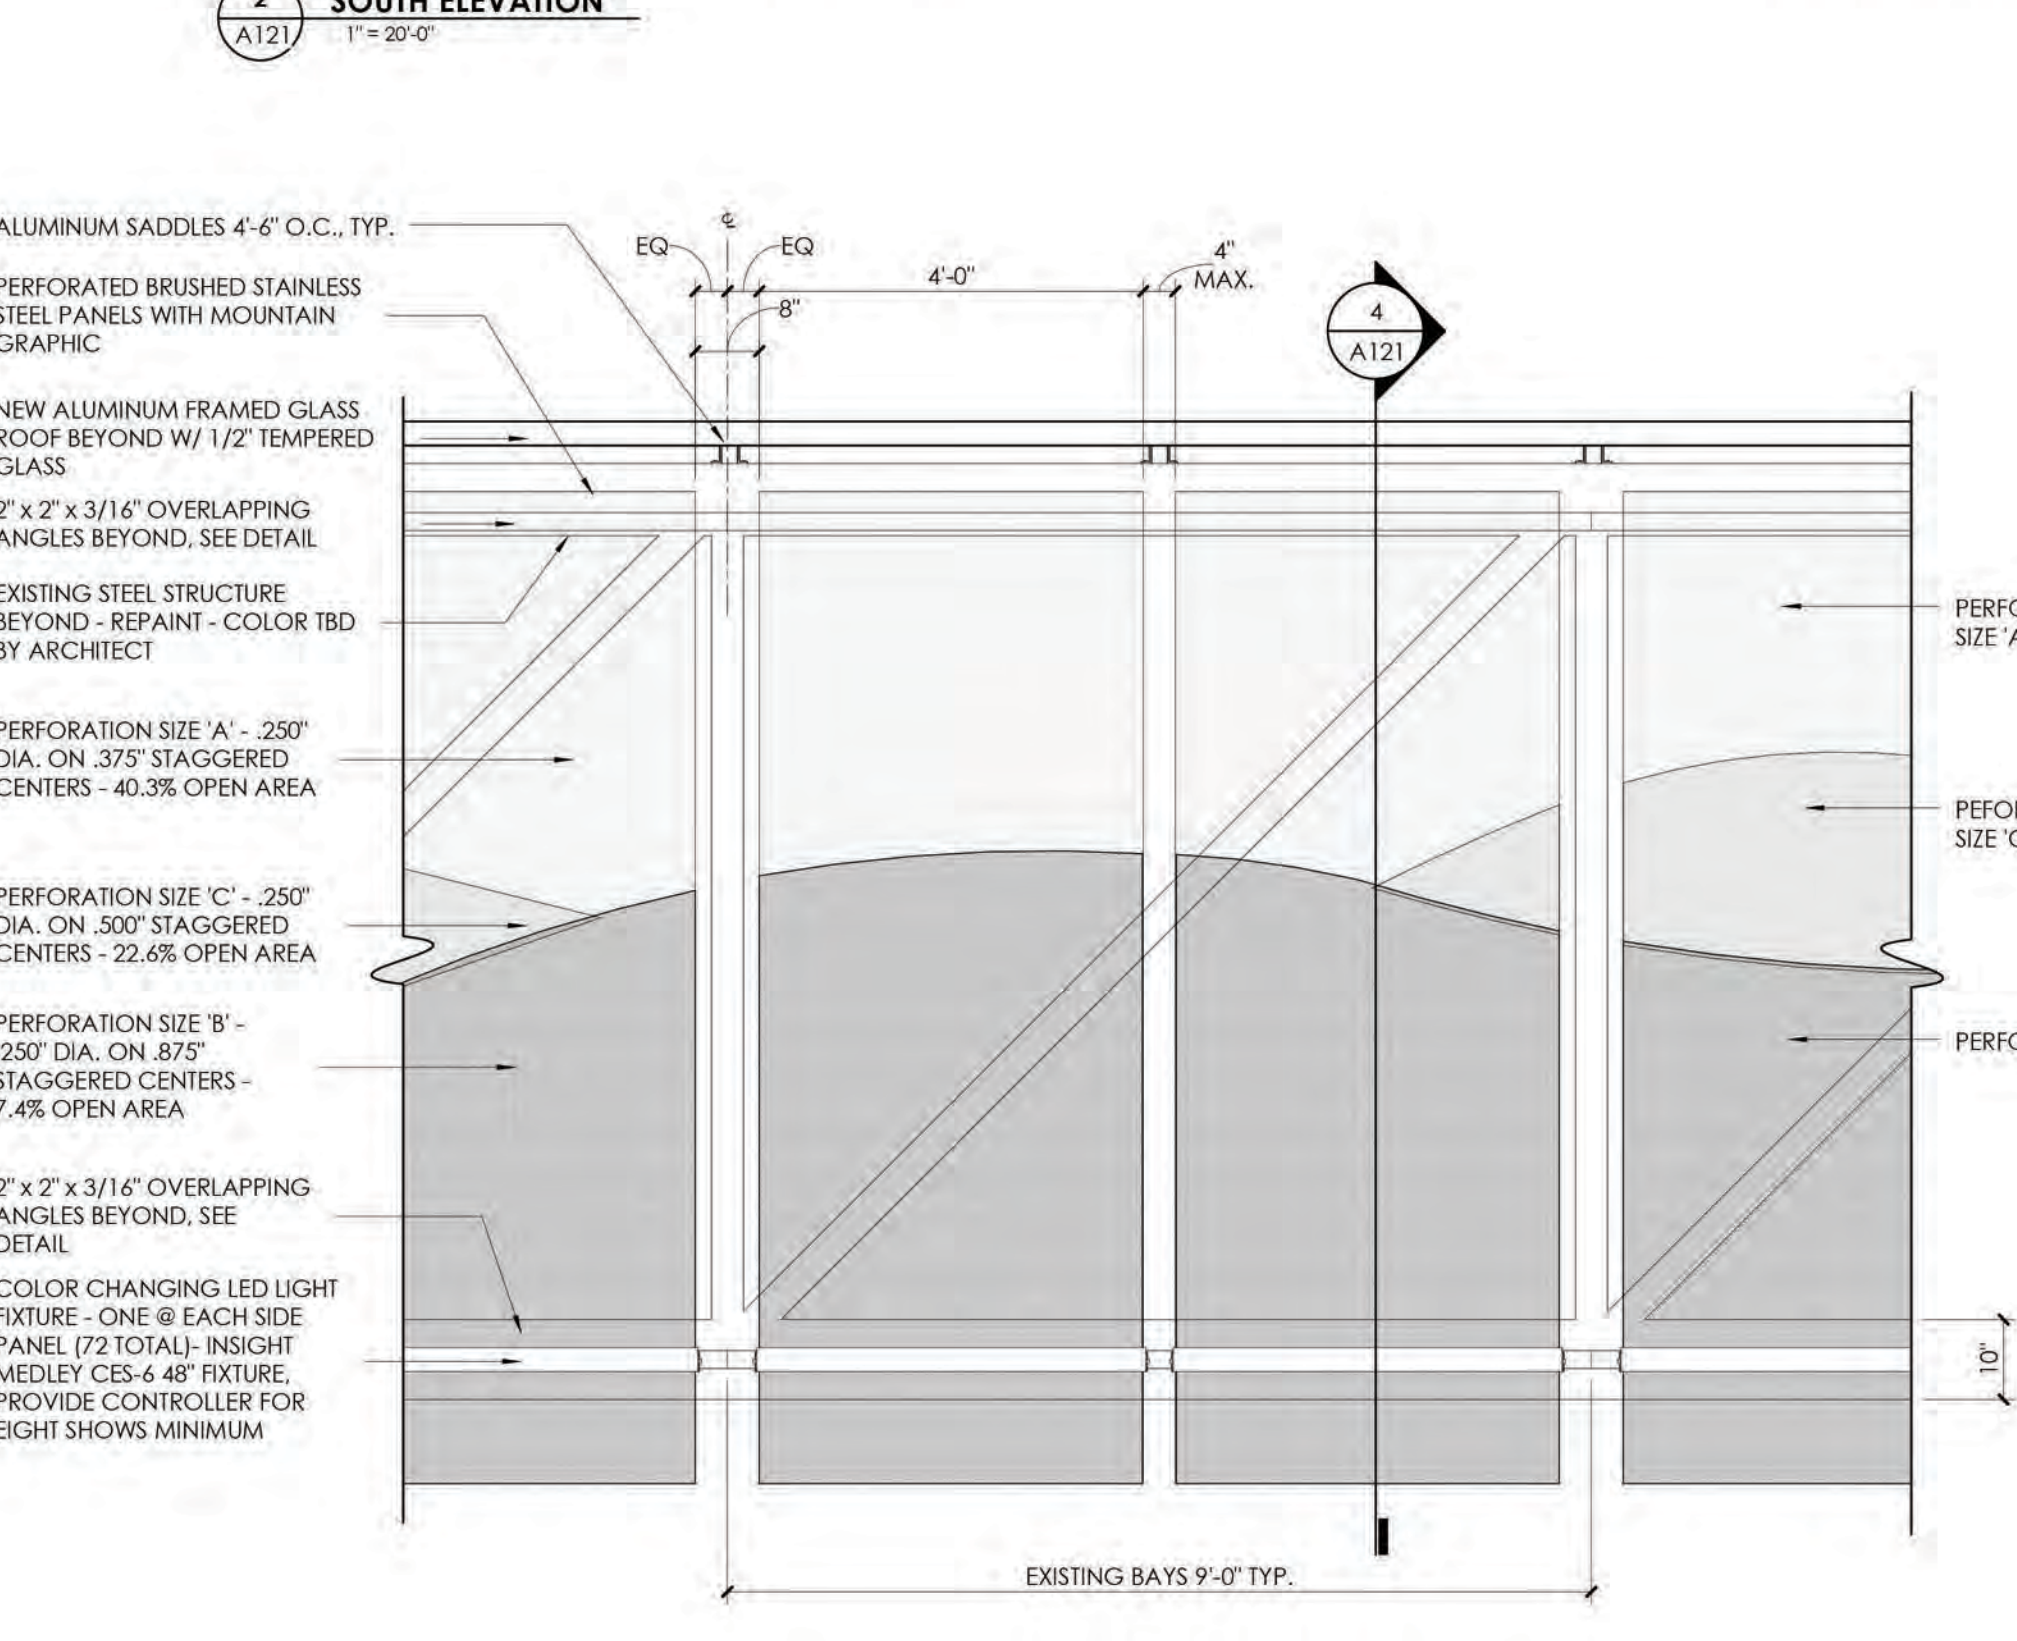 2
SOUTH ELEVATION
A121
1" = 20'-0"
ALUMINUM SADDLES 4'-6" O.C., TYP.
EQ
EQ
4'-0"
4"
MAX.
8"
PERFORATED BRUSHED STAINLESS
STEEL PANELS WITH MOUNTAIN
GRAPHIC
4
A121
NEW ALUMINUM FRAMED GLASS
ROOF BEYOND W/ 1/2" TEMPERED
GLASS
2" x 2" x 3/16" OVERLAPPING
ANGLES BEYOND, SEE DETAIL
EXISTING STEEL STRUCTURE
BEYOND - REPAINT - COLOR TBD
BY ARCHITECT
PERFO
SIZE 'A
PERFORATION SIZE 'A' - .250"
DIA. ON .375" STAGGERED
CENTERS - 40.3% OPEN AREA
PEFO
SIZE 'C
PERFORATION SIZE 'C' - .250"
DIA. ON .500" STAGGERED
CENTERS - 22.6% OPEN AREA
PERFORATION SIZE 'B' -
.250" DIA. ON .875"
STAGGERED CENTERS -
7.4% OPEN AREA
PERFO
2" x 2" x 3/16" OVERLAPPING
ANGLES BEYOND, SEE
DETAIL
COLOR CHANGING LED LIGHT
FIXTURE - ONE @ EACH SIDE
PANEL (72 TOTAL)- INSIGHT
MEDLEY CES-6 48" FIXTURE,
PROVIDE CONTROLLER FOR
EIGHT SHOWS MINIMUM
10"
EXISTING BAYS 9'-0" TYP.